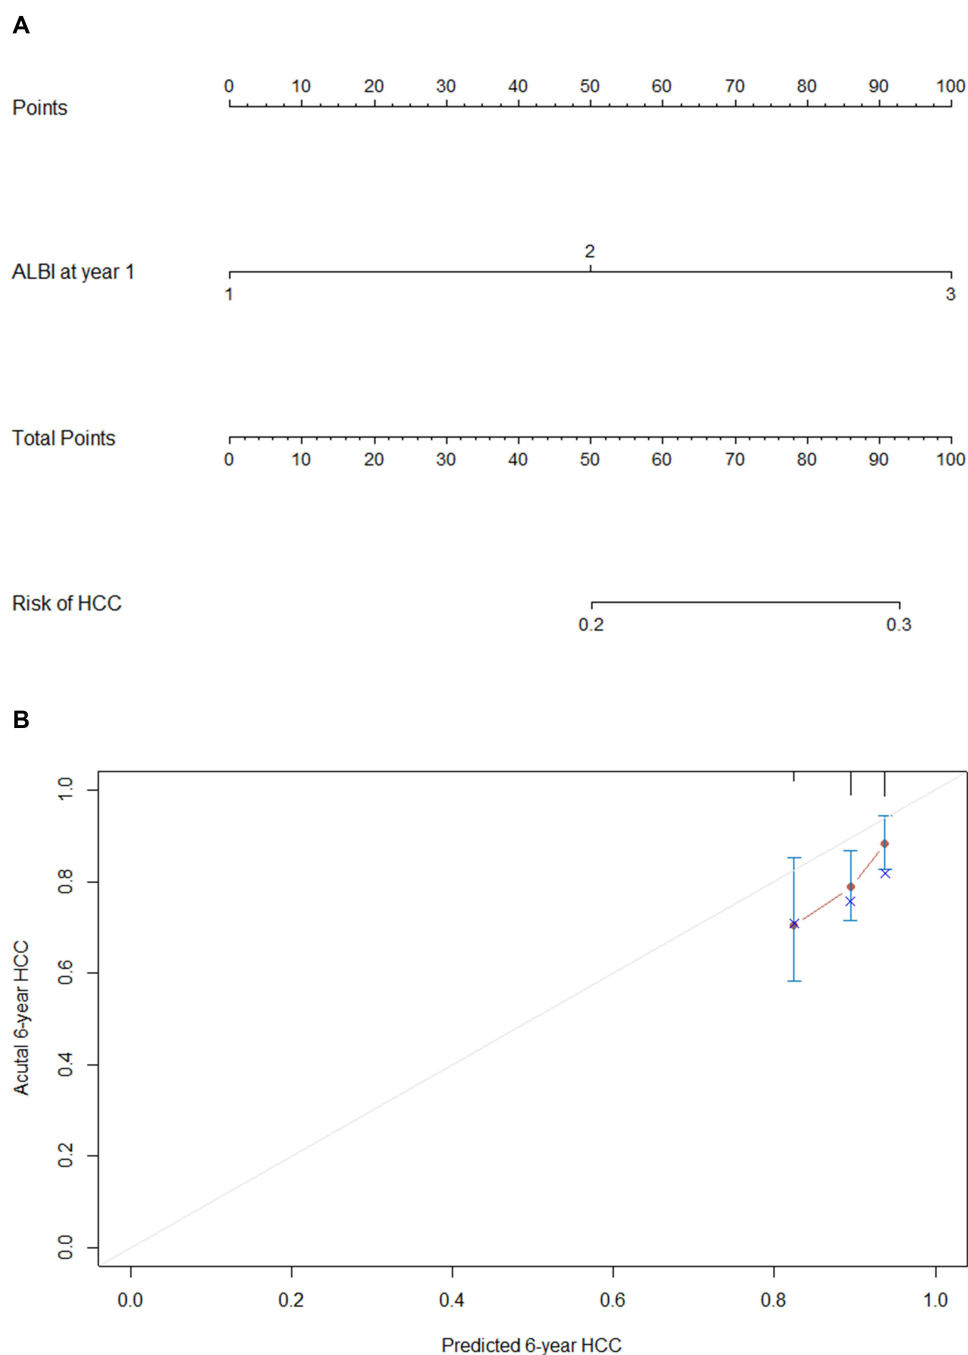 A
Points
0 10 20 30 40 50 60 70 80 90 100
ALBI at year 1
2
1 3
Total Points
0 10 20 30 40 50 60 70 80 90 100
Risk of HCC
0.2 0.3
B
Acutal 6-year HCC
1.0
0.8
0.6
0.4
0.2
0.0
0.0 0.2 0.4 0.6 0.8 1.0
Predicted 6-year HCC